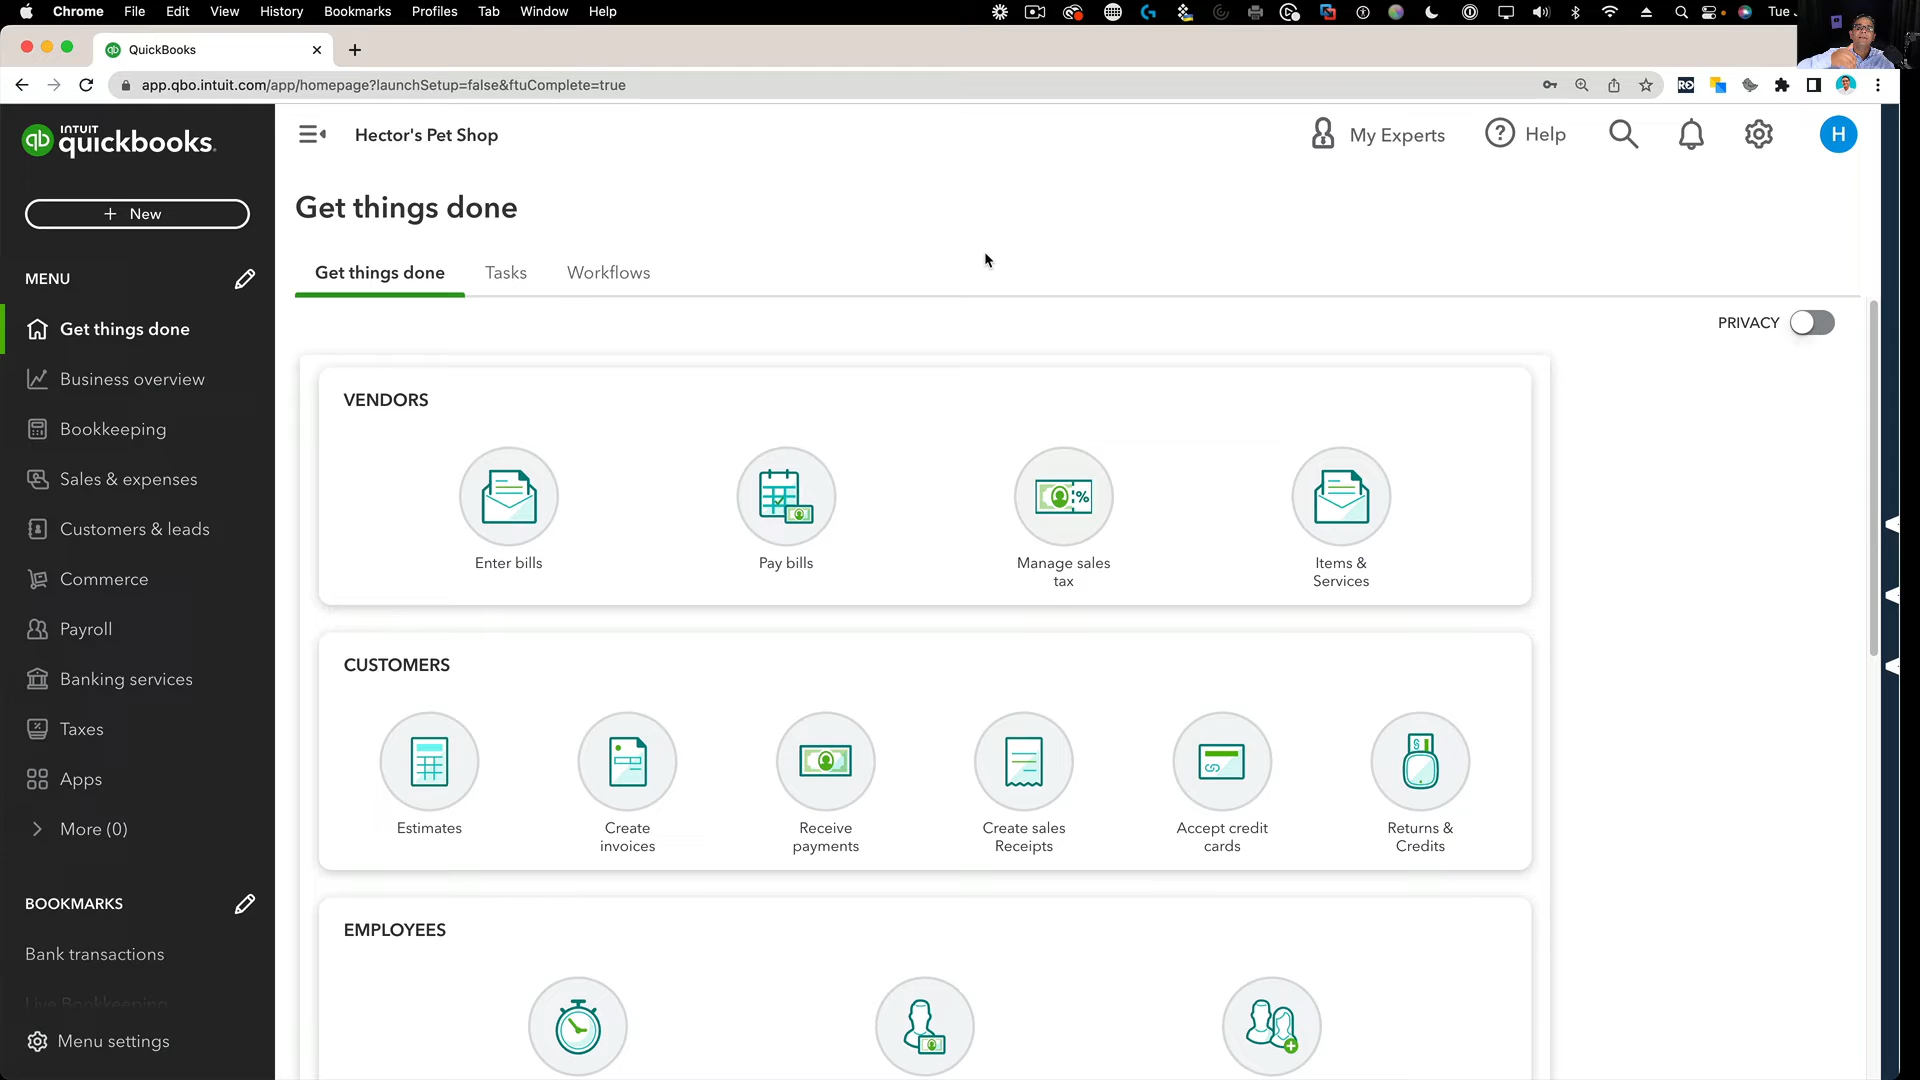 Chrome File Edit View History Bookmarks Profiles Tab Window Help Tue
QuickBooks
app.qbo.intuit.com/app/homepage?launchSetup=false&ftuComplete=true
INTUIT
quickbooks.
Hector's Pet Shop
My Experts
Help
H
+ New
Get things done
MENU
Get things done
Tasks
Workflows
PRIVACY
Get things done
Business overview
Bookkeeping
Sales & expenses
Customers & leads
Commerce
Payroll
Banking services
Taxes
Apps
More (0)
BOOKMARKS
Bank transactions
Live Bookkeeping
Menu settings
VENDORS
Enter bills
Pay bills
Manage sales
tax
Items &
Services
CUSTOMERS
Estimates
Create
invoices
Receive
payments
Create sales
Receipts
Accept credit
cards
Returns &
Credits
EMPLOYEES